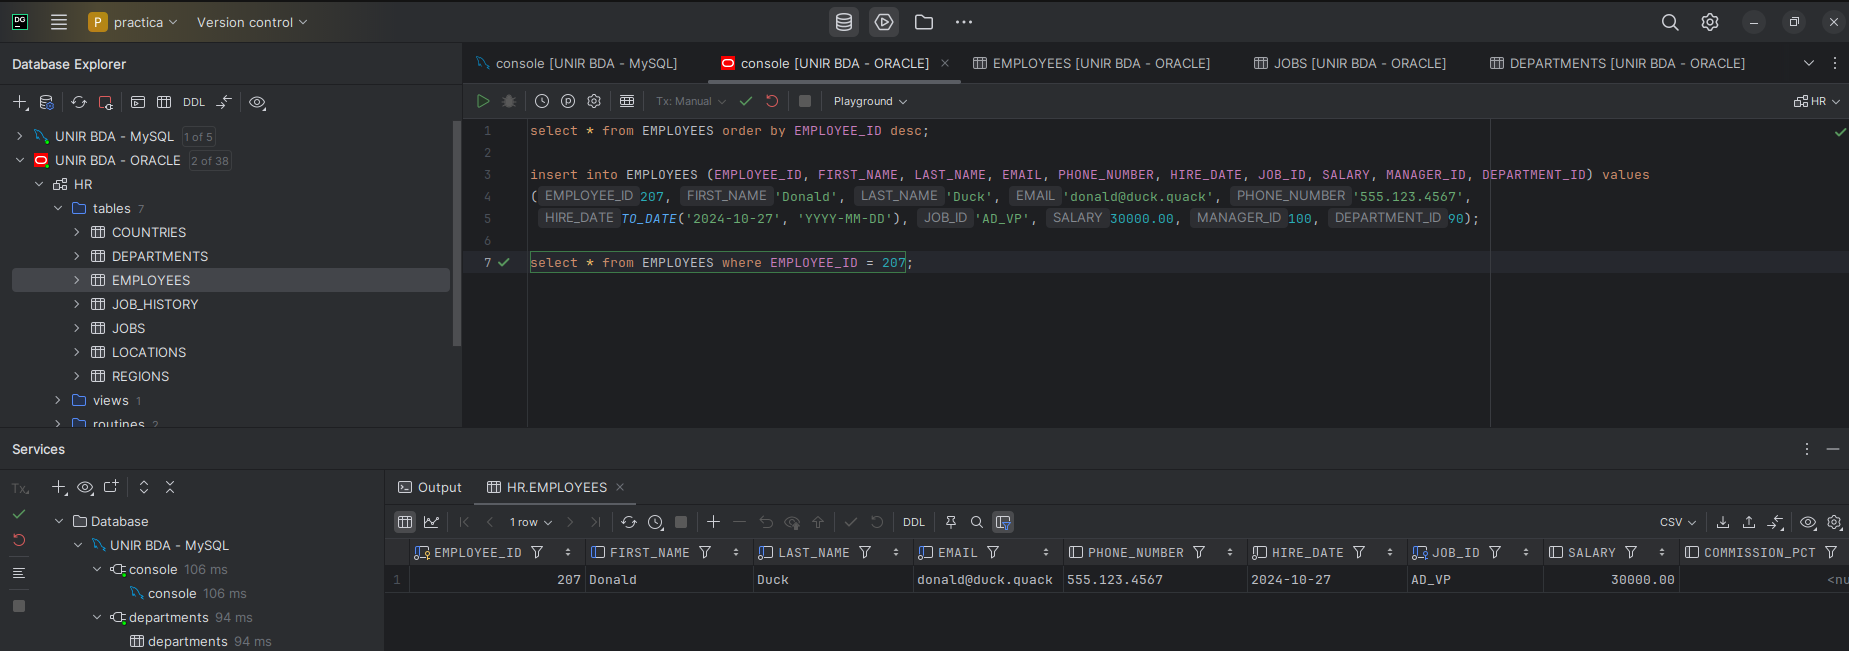 DG P practica Version control
Database Explorer
DDL
UNIR BDA - MySQL 1 of 5
UNIR BDA - ORACLE 2 of 38
HR
tables 7
COUNTRIES
DEPARTMENTS
EMPLOYEES
JOB_HISTORY
JOBS
LOCATIONS
REGIONS
views 1
routines 2
console [UNIR BDA - MySQL] console [UNIR BDA - ORACLE] EMPLOYEES [UNIR BDA - ORACLE] JOBS [UNIR BDA - ORACLE] DEPARTMENTS [UNIR BDA - ORACLE]
Tx: Manual Playground HR
1 select * from EMPLOYEES order by EMPLOYEE_ID desc;
2
3 insert into EMPLOYEES (EMPLOYEE_ID, FIRST_NAME, LAST_NAME, EMAIL, PHONE_NUMBER, HIRE_DATE, JOB_ID, SALARY, MANAGER_ID, DEPARTMENT_ID) values
4 ( EMPLOYEE_ID 207, FIRST_NAME 'Donald', LAST_NAME 'Duck', EMAIL 'donald@duck.quack', PHONE_NUMBER '555.123.4567',
5 HIRE_DATE TO_DATE('2024-10-27', 'YYYY-MM-DD'), JOB_ID 'AD_VP', SALARY 30000.00, MANAGER_ID 100, DEPARTMENT_ID 90);
6
7 select * from EMPLOYEES where EMPLOYEE_ID = 207;
Services
Tx
Database
UNIR BDA - MySQL
console 106 ms
console 106 ms
departments 94 ms
departments 94 ms
Output HR.EMPLOYEES
1 row DDL CSV
EMPLOYEE_ID FIRST_NAME LAST_NAME EMAIL PHONE_NUMBER HIRE_DATE JOB_ID SALARY COMMISSION_PCT
1 207 Donald Duck donald@duck.quack 555.123.4567 2024-10-27 AD_VP 30000.00 <nu